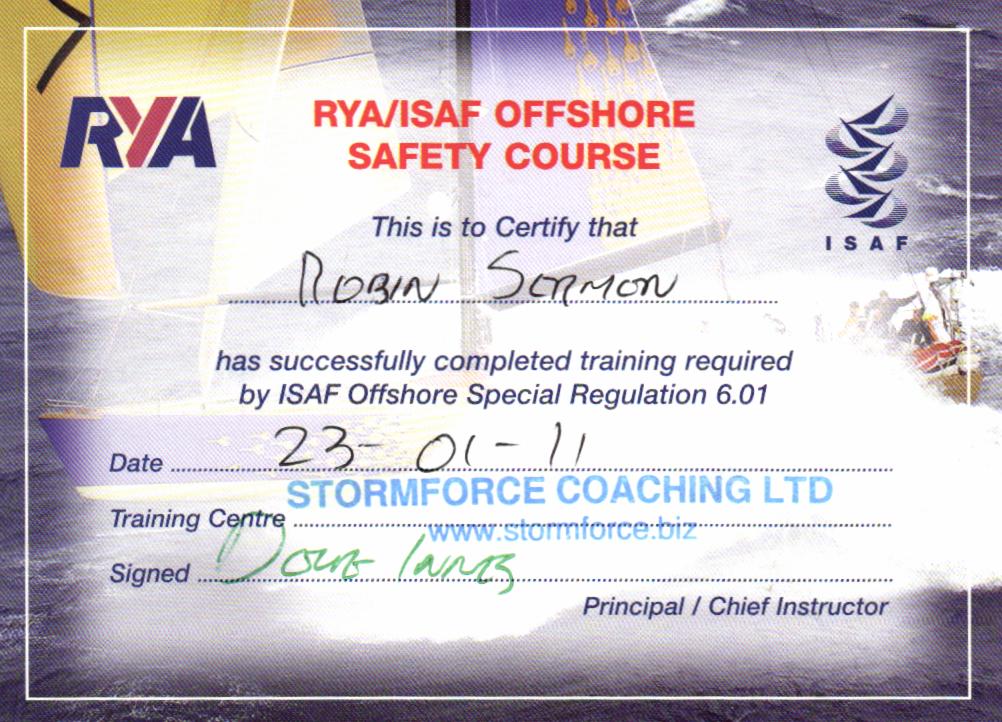 RYA
RYA/ISAF OFFSHORE
SAFETY COURSE
ISAF
This is to Certify that
ROBIN SERMON
has successfully completed training required
by ISAF Offshore Special Regulation 6.01
Date 23-01-11
STORMFORCE COACHING LTD
Training Centre
www.stormforce.biz
Signed DOUG INNES
Principal / Chief Instructor